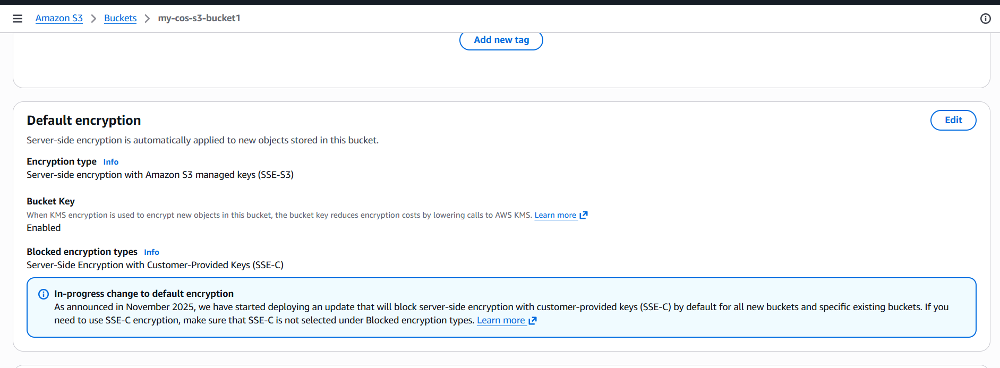 Amazon S3 > Buckets > my-cos-s3-bucket1
Add new tag
Default encryption
Edit
Server-side encryption is automatically applied to new objects stored in this bucket.
Encryption type Info
Server-side encryption with Amazon S3 managed keys (SSE-S3)
Bucket Key
When KMS encryption is used to encrypt new objects in this bucket, the bucket key reduces encryption costs by lowering calls to AWS KMS. Learn more
Enabled
Blocked encryption types Info
Server-Side Encryption with Customer-Provided Keys (SSE-C)
In-progress change to default encryption
As announced in November 2025, we have started deploying an update that will block server-side encryption with customer-provided keys (SSE-C) by default for all new buckets and specific existing buckets. If you
need to use SSE-C encryption, make sure that SSE-C is not selected under Blocked encryption types. Learn more